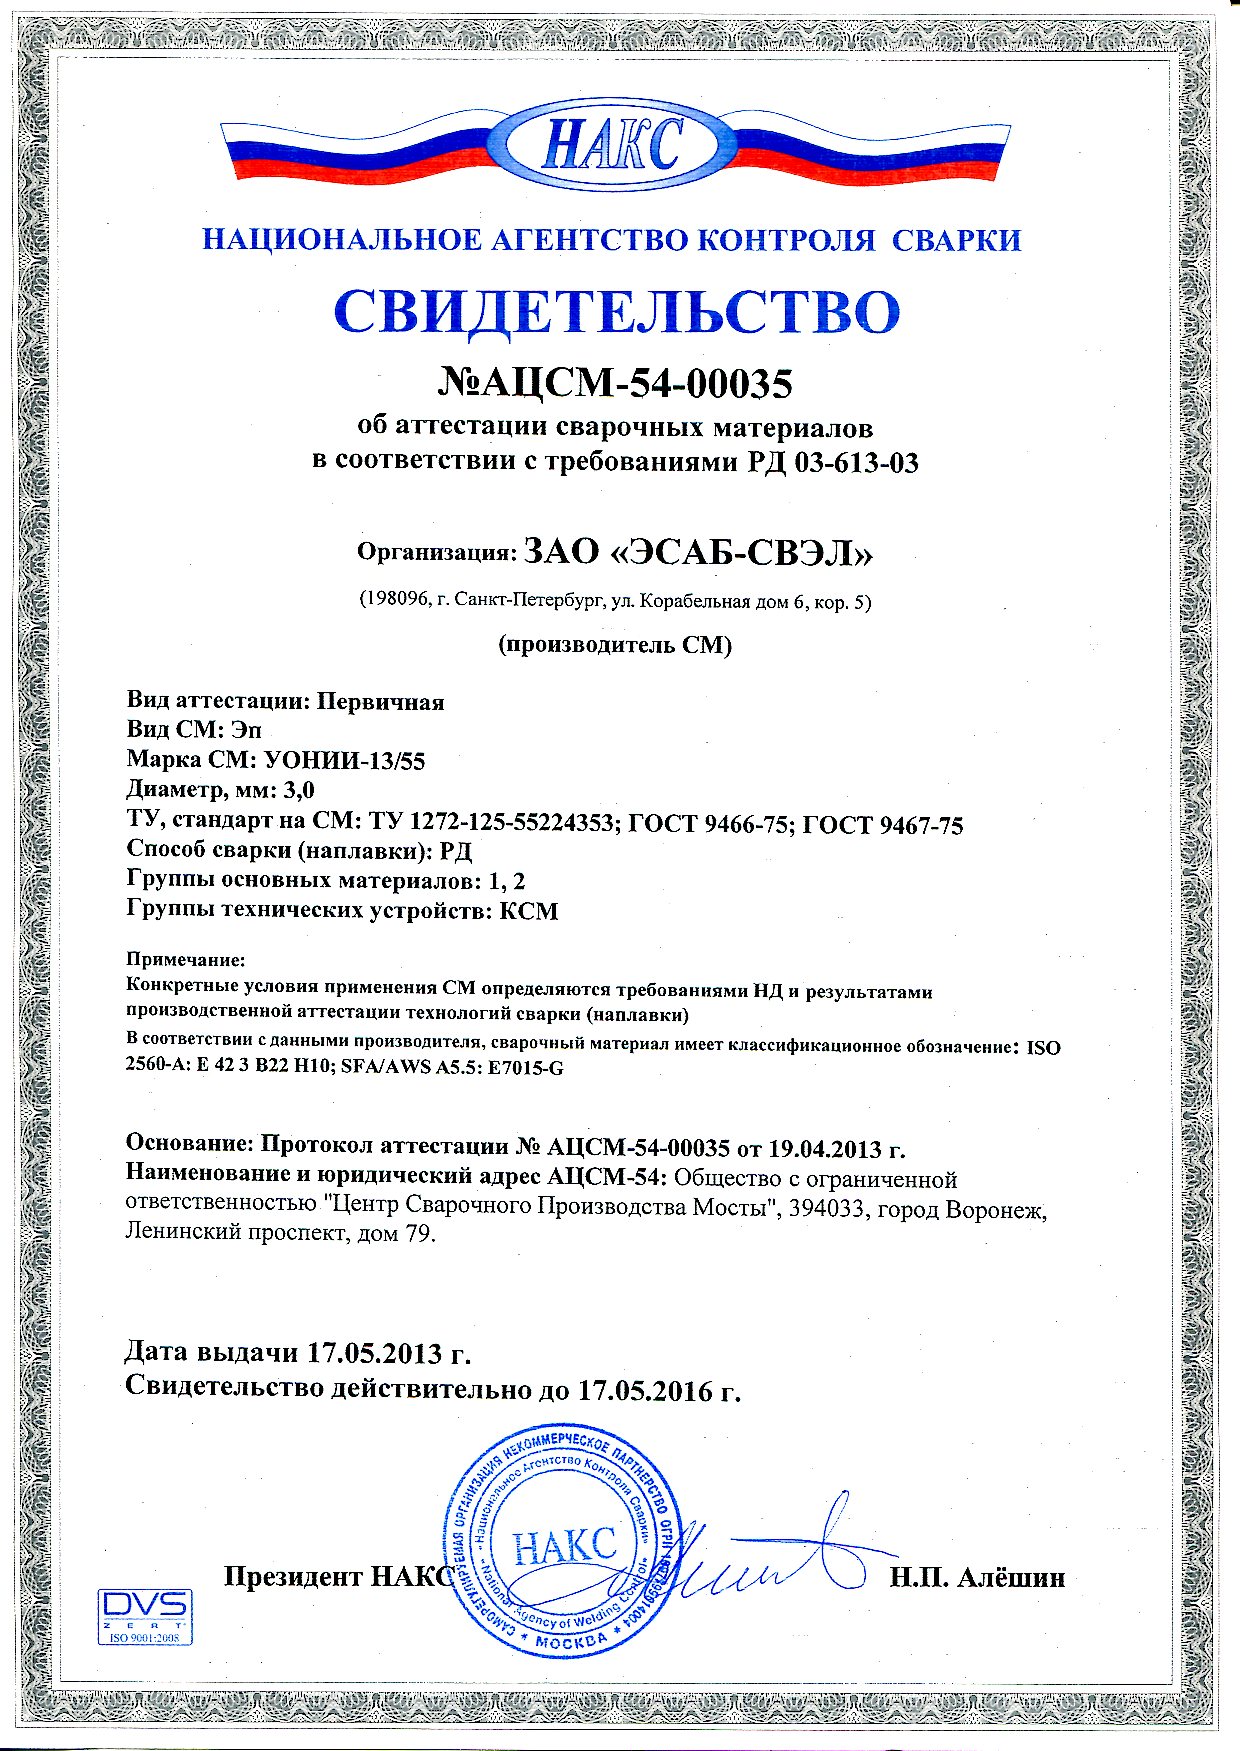 НАКС
НАЦИОНАЛЬНОЕ АГЕНТСТВО КОНТРОЛЯ СВАРКИ
СВИДЕТЕЛЬСТВО
№АЦСМ-54-00035
об аттестации сварочных материалов
в соответствии с требованиями РД 03-613-03
Организация: ЗАО «ЭСАБ-СВЭЛ»
(198096, г. Санкт-Петербург, ул. Корабельная дом 6, кор. 5)
(производитель СМ)
Вид аттестации: Первичная
Вид СМ: Эп
Марка СМ: УОНИИ-13/55
Диаметр, мм: 3,0
ТУ, стандарт на СМ: ТУ 1272-125-55224353; ГОСТ 9466-75; ГОСТ 9467-75
Способ сварки (наплавки): РД
Группы основных материалов: 1, 2
Группы технических устройств: КСМ
Примечание:
Конкретные условия применения СМ определяются требованиями НД и результатами
производственной аттестации технологий сварки (наплавки)
В соответствии с данными производителя, сварочный материал имеет классификационное обозначение: ISO
2560-A: E 42 3 B22 H10; SFA/AWS A5.5: E7015-G
Основание: Протокол аттестации № АЦСМ-54-00035 от 19.04.2013 г.
Наименование и юридический адрес АЦСМ-54: Общество с ограниченной
ответственностью "Центр Сварочного Производства Мосты", 394033, город Воронеж,
Ленинский проспект, дом 79.
Дата выдачи 17.05.2013 г.
Свидетельство действительно до 17.05.2016 г.
САМОРЕГУЛИРУЕМАЯ ОРГАНИЗАЦИЯ НЕКОММЕРЧЕСКОЕ ПАРТНЕРСТВО ОГРН
"Национальное Агентство Контроля Сварки"
НАКС
"National Agency of Welding Control"
* МОСКВА *
Президент НАКС
Н.П. Алёшин
DVS
ZERT
ISO 9001:2008